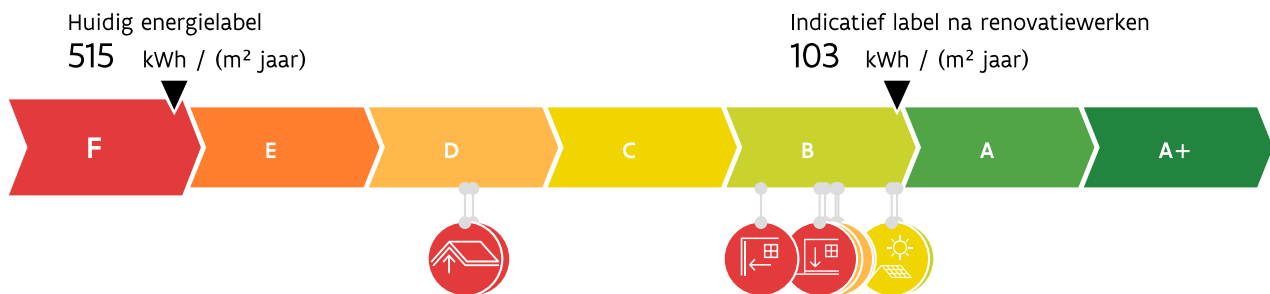 Huidig energielabel
515 kWh / (m² jaar)
Indicatief label na renovatiewerken
103 kWh / (m² jaar)
F E D C B A A+